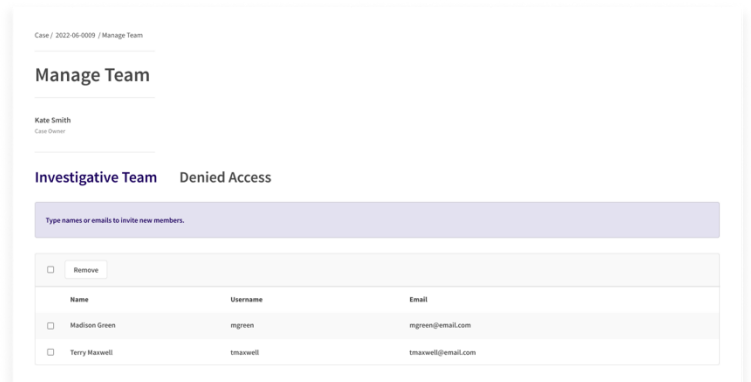 Case / 2022-06-0009 / Manage Team
Manage Team
Kate Smith
Case Owner
Investigative Team Denied Access
Type names or emails to invite new members.
Remove
Name Username Email
Madison Green mgreen mgreen@email.com
Terry Maxwell tmaxwell tmaxwell@email.com